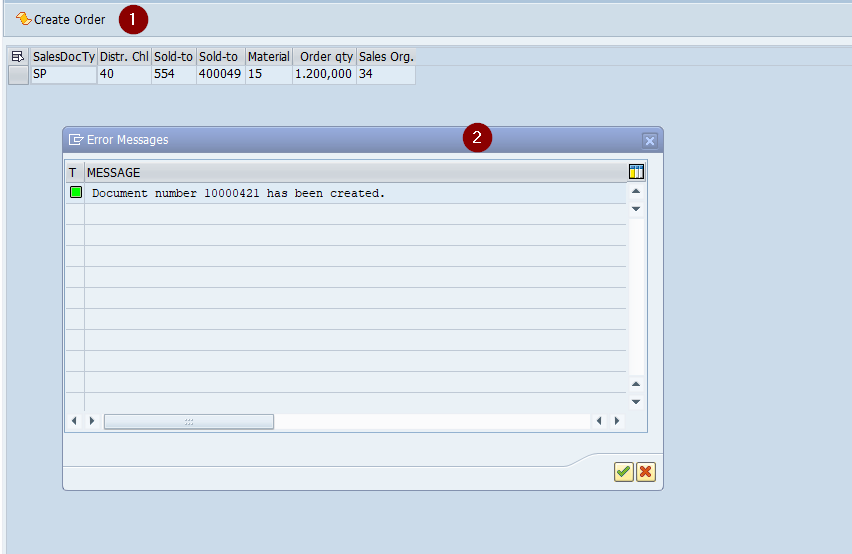 Create Order 1
SalesDocTy Distr. Chl Sold-to Sold-to Material Order qty Sales Org.
SP 40 554 400049 15 1.200,000 34
Error Messages 2
T MESSAGE
Document number 10000421 has been created.